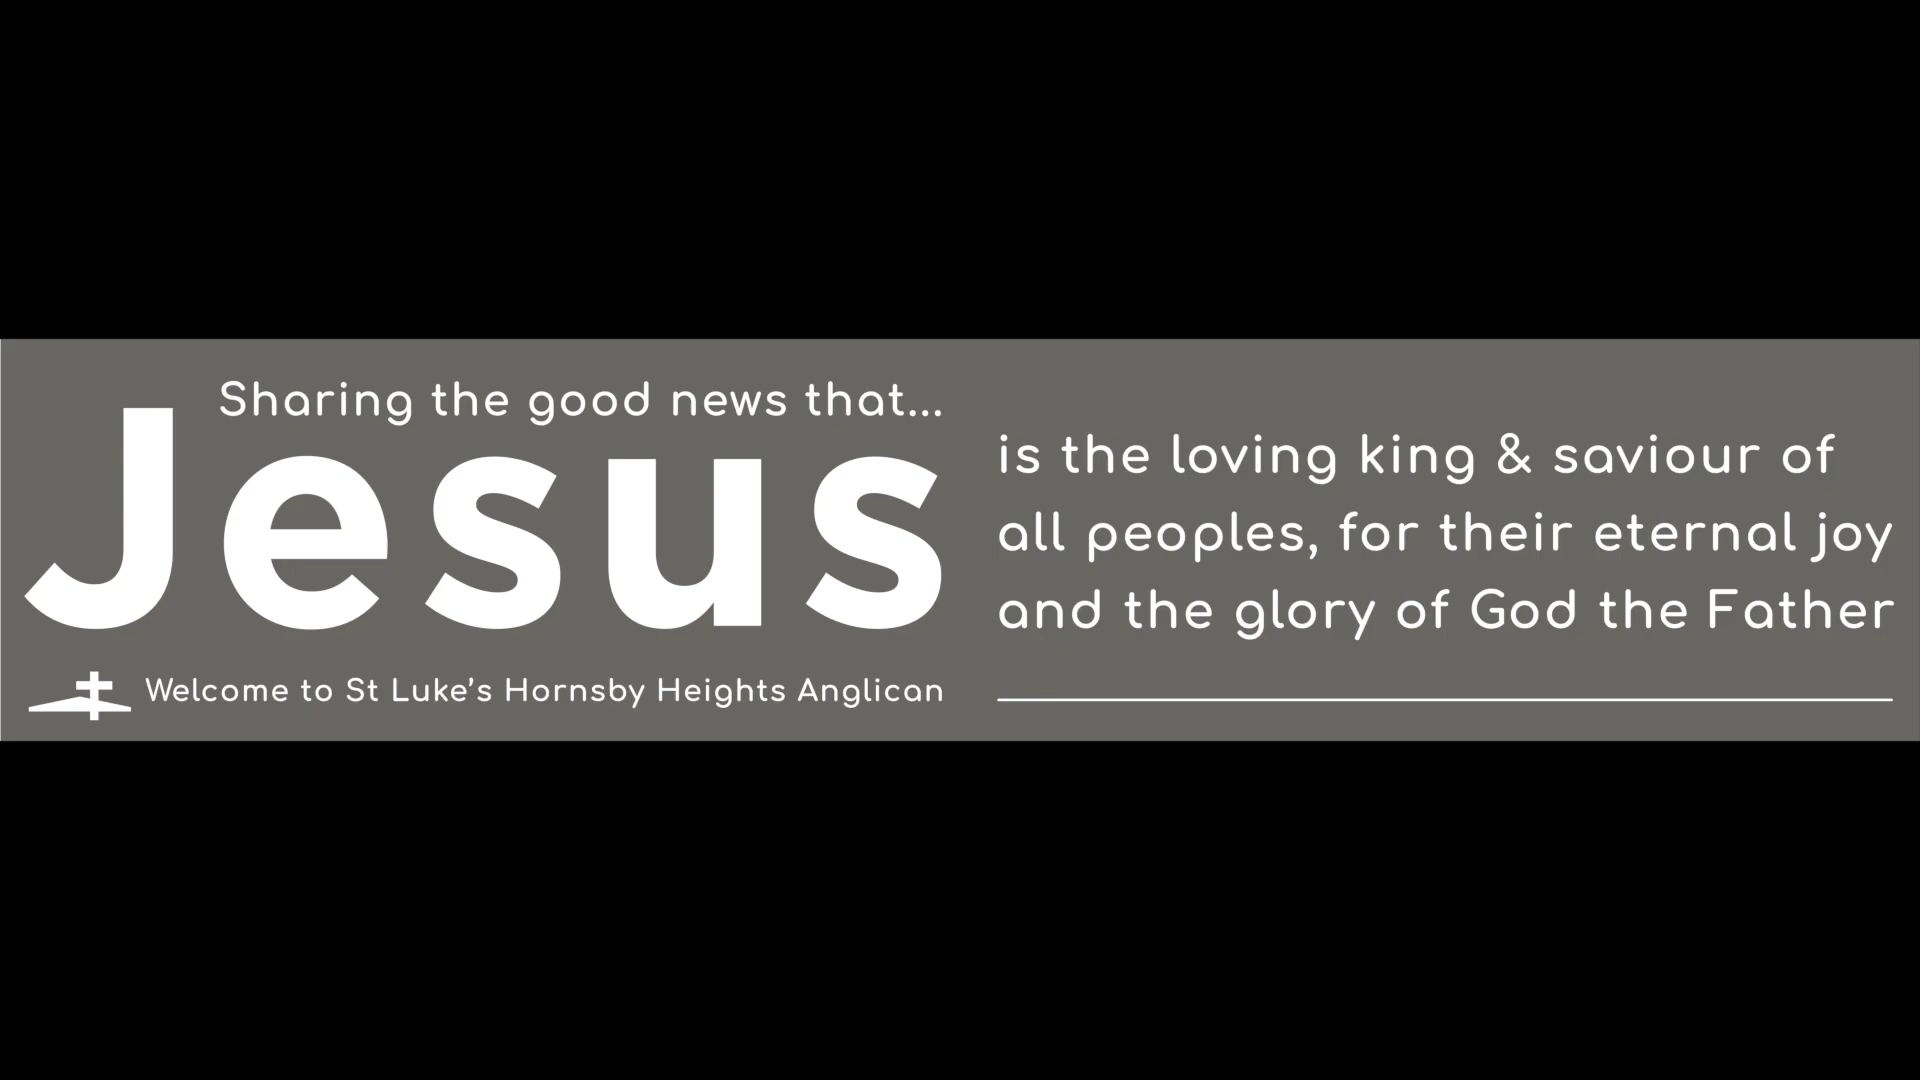 Sharing the good news that...
Jesus
is the loving king & saviour of
all peoples, for their eternal joy
and the glory of God the Father
Welcome to St Luke’s Hornsby Heights Anglican